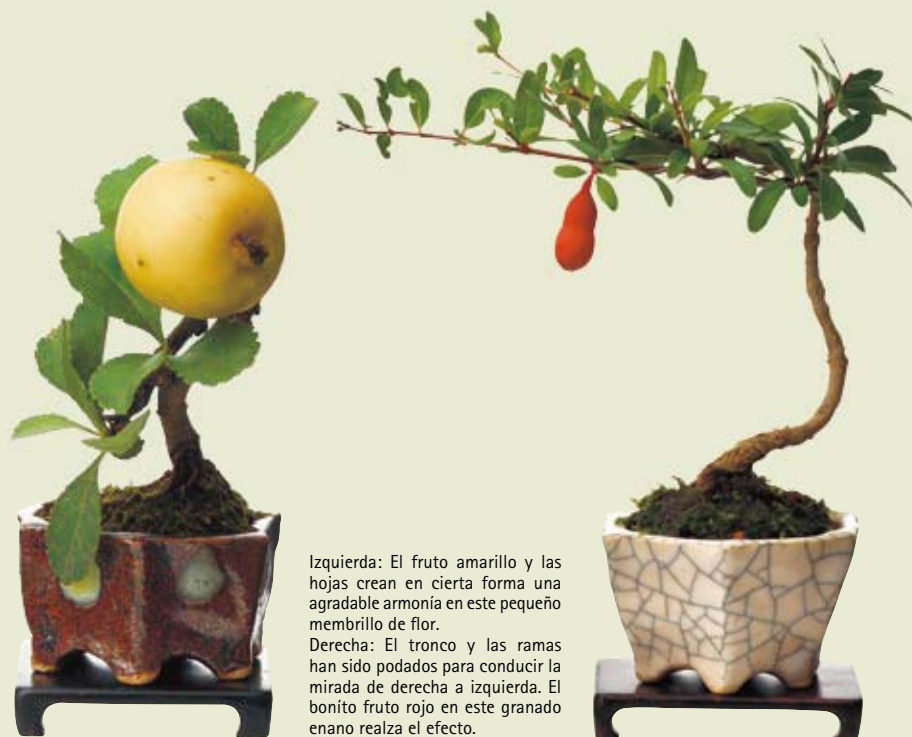 Izquierda: El fruto amarillo y las
hojas crean en cierta forma una
agradable armonía en este pequeño
membrillo de flor.
Derecha: El tronco y las ramas
han sido podados para conducir la
mirada de derecha a izquierda. El
boníto fruto rojo en este granado
enano realza el efecto.